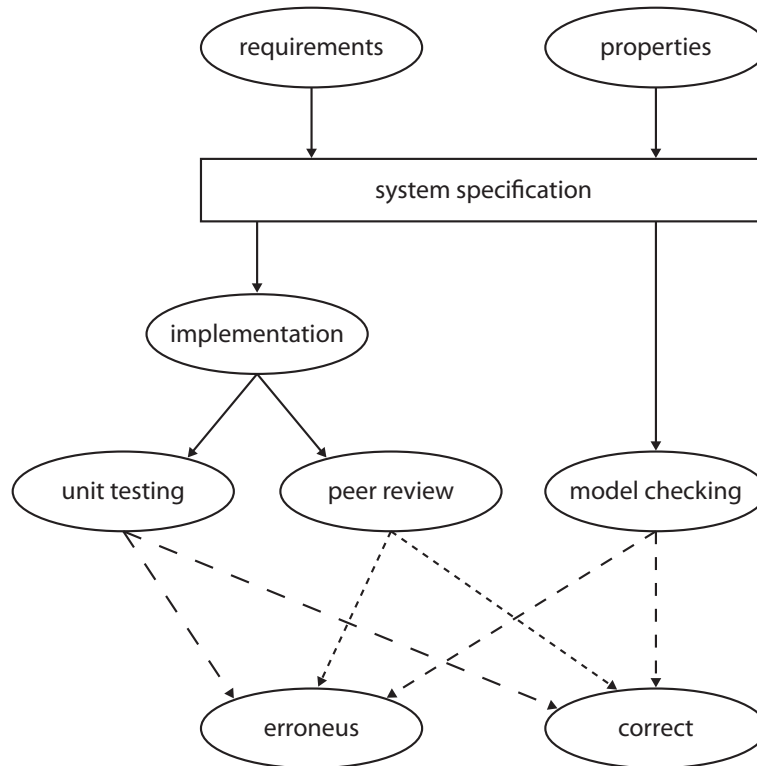 requirements
properties
system specification
implementation
unit testing
peer review
model checking
erroneus
correct